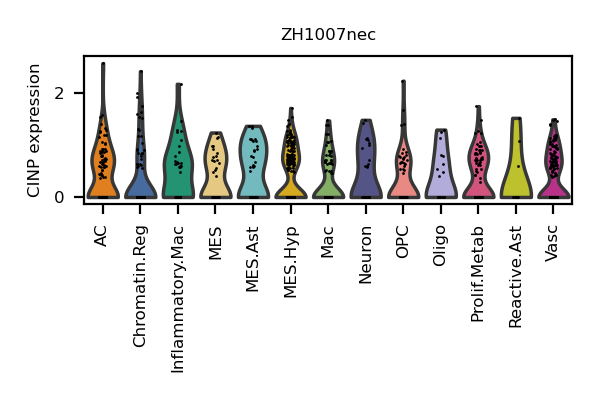 ZH1007nec
CINP expression
2
0
AC
Chromatin.Reg
Inflammatory.Mac
MES
MES.Ast
MES.Hyp
Mac
Neuron
OPC
Oligo
Prolif.Metab
Reactive.Ast
Vasc